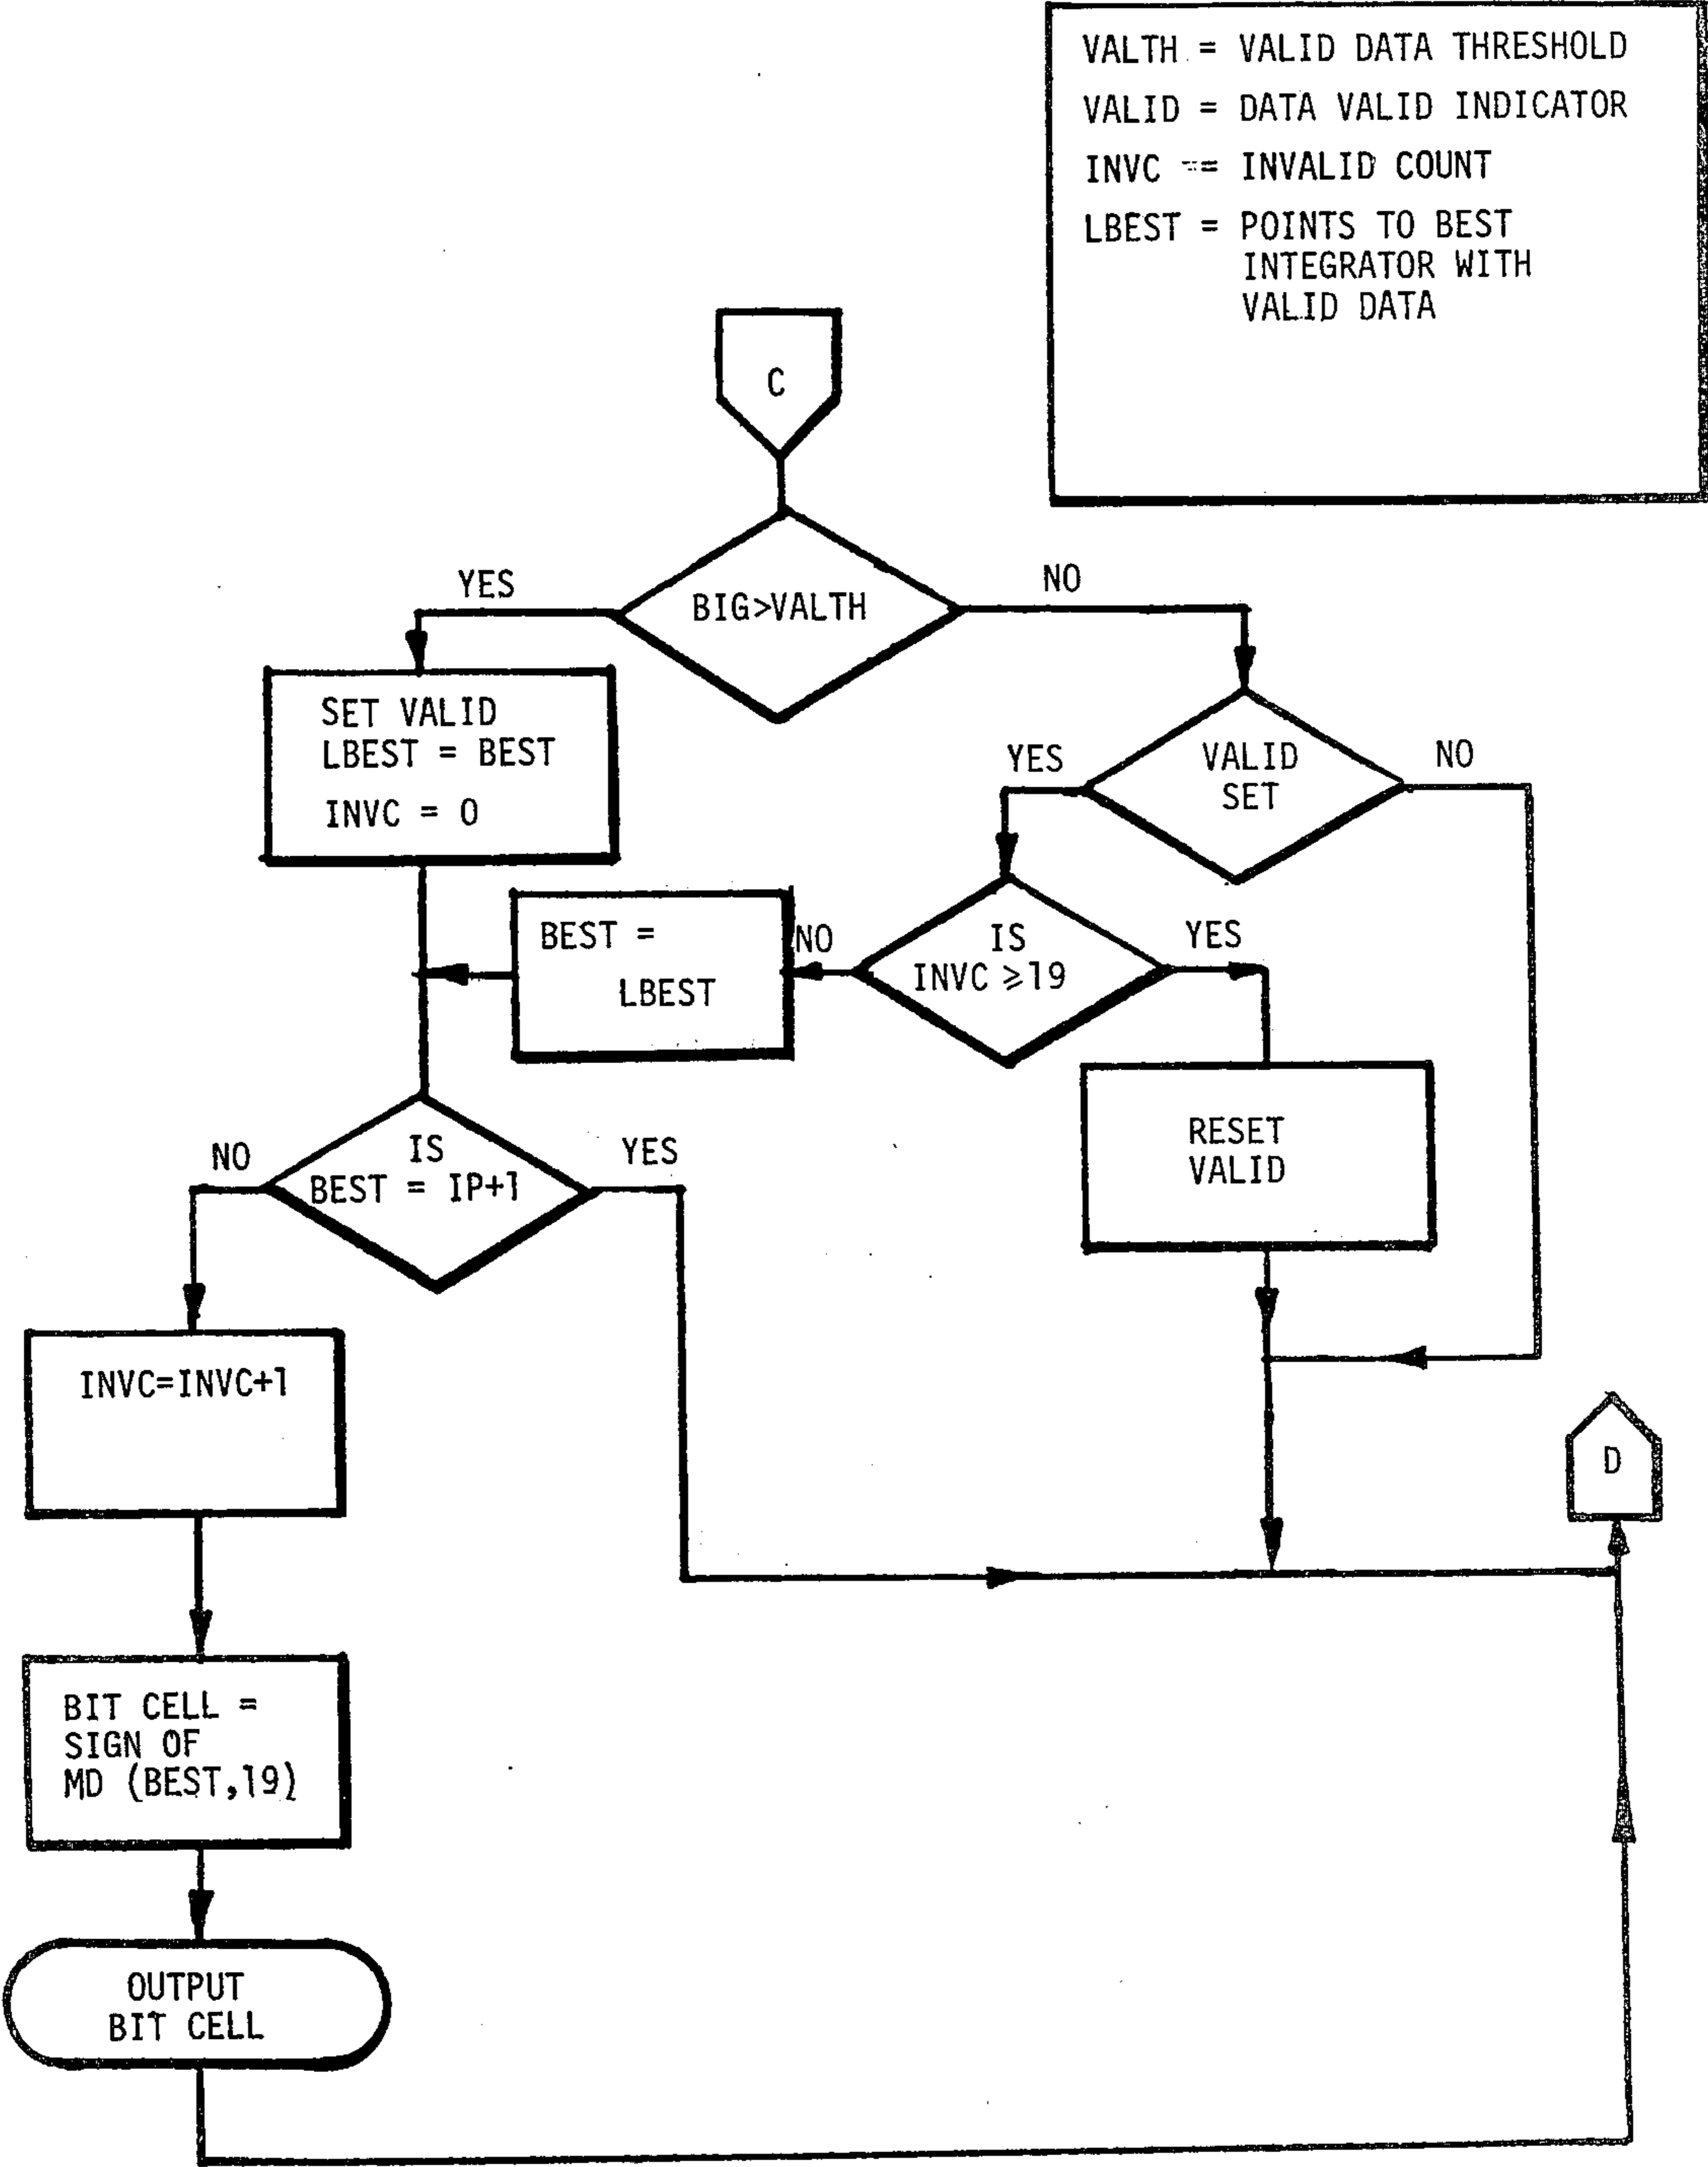 VALTH = VALID DATA THRESHOLD
VALID = DATA VALID INDICATOR
INVC = INVALID COUNT
LBEST = POINTS TO BEST
INTEGRATOR WITH
VALID DATA
C
YES
BIG>VALTH
NO
SET VALID
LBEST = BEST
INVC = 0
YES
VALID
SET
NO
BEST =
LBEST
NO
IS
INVC ≥19
YES
NO
IS
BEST = IP+1
YES
RESET
VALID
INVC=INVC+1
D
BIT CELL =
SIGN OF
MD (BEST,19)
OUTPUT
BIT CELL